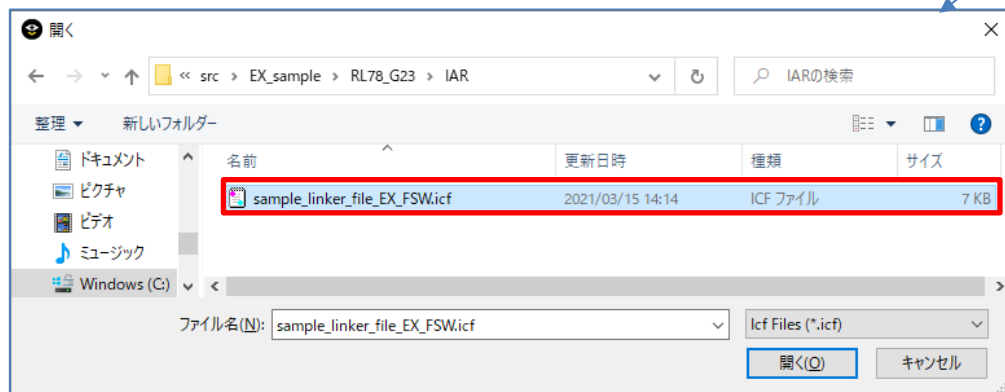 開く
« src › EX_sample › RL78_G23 › IAR
IARの検索
整理
新しいフォルダー
名前
更新日時
種類
サイズ
ドキュメント
ピクチャ
ビデオ
ミュージック
Windows (C:)
sample_linker_file_EX_FSW.icf
2021/03/15 14:14
ICF ファイル
7 KB
ファイル名(N):
sample_linker_file_EX_FSW.icf
Icf Files (*.icf)
開く(O)
キャンセル